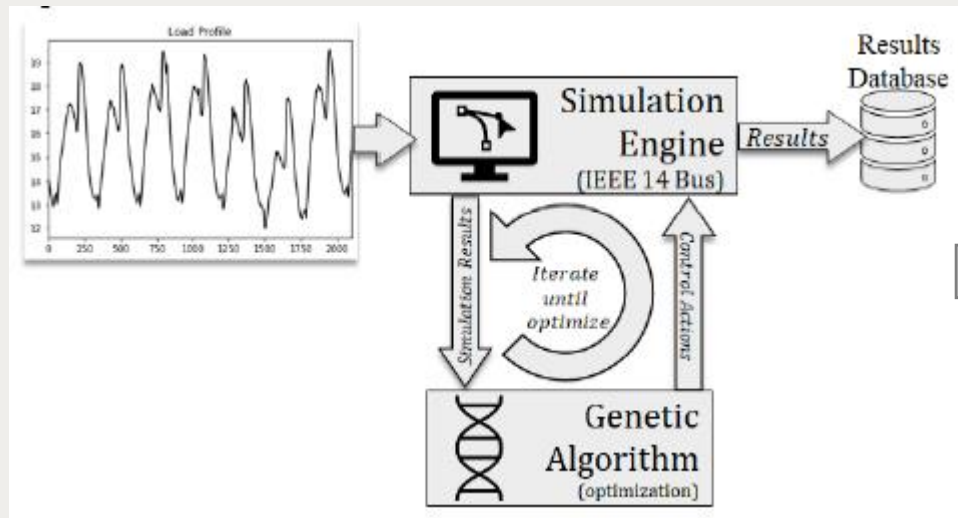 Load Profile
19
18
17
16
15
14
13
12
0 250 500 750 1000 1250 1500 1750 2000
Simulation
Engine
(IEEE 14 Bus)
Results
Results
Database
Simulation Results
Iterate
until
optimize
Control Actions
Genetic
Algorithm
(optimization)